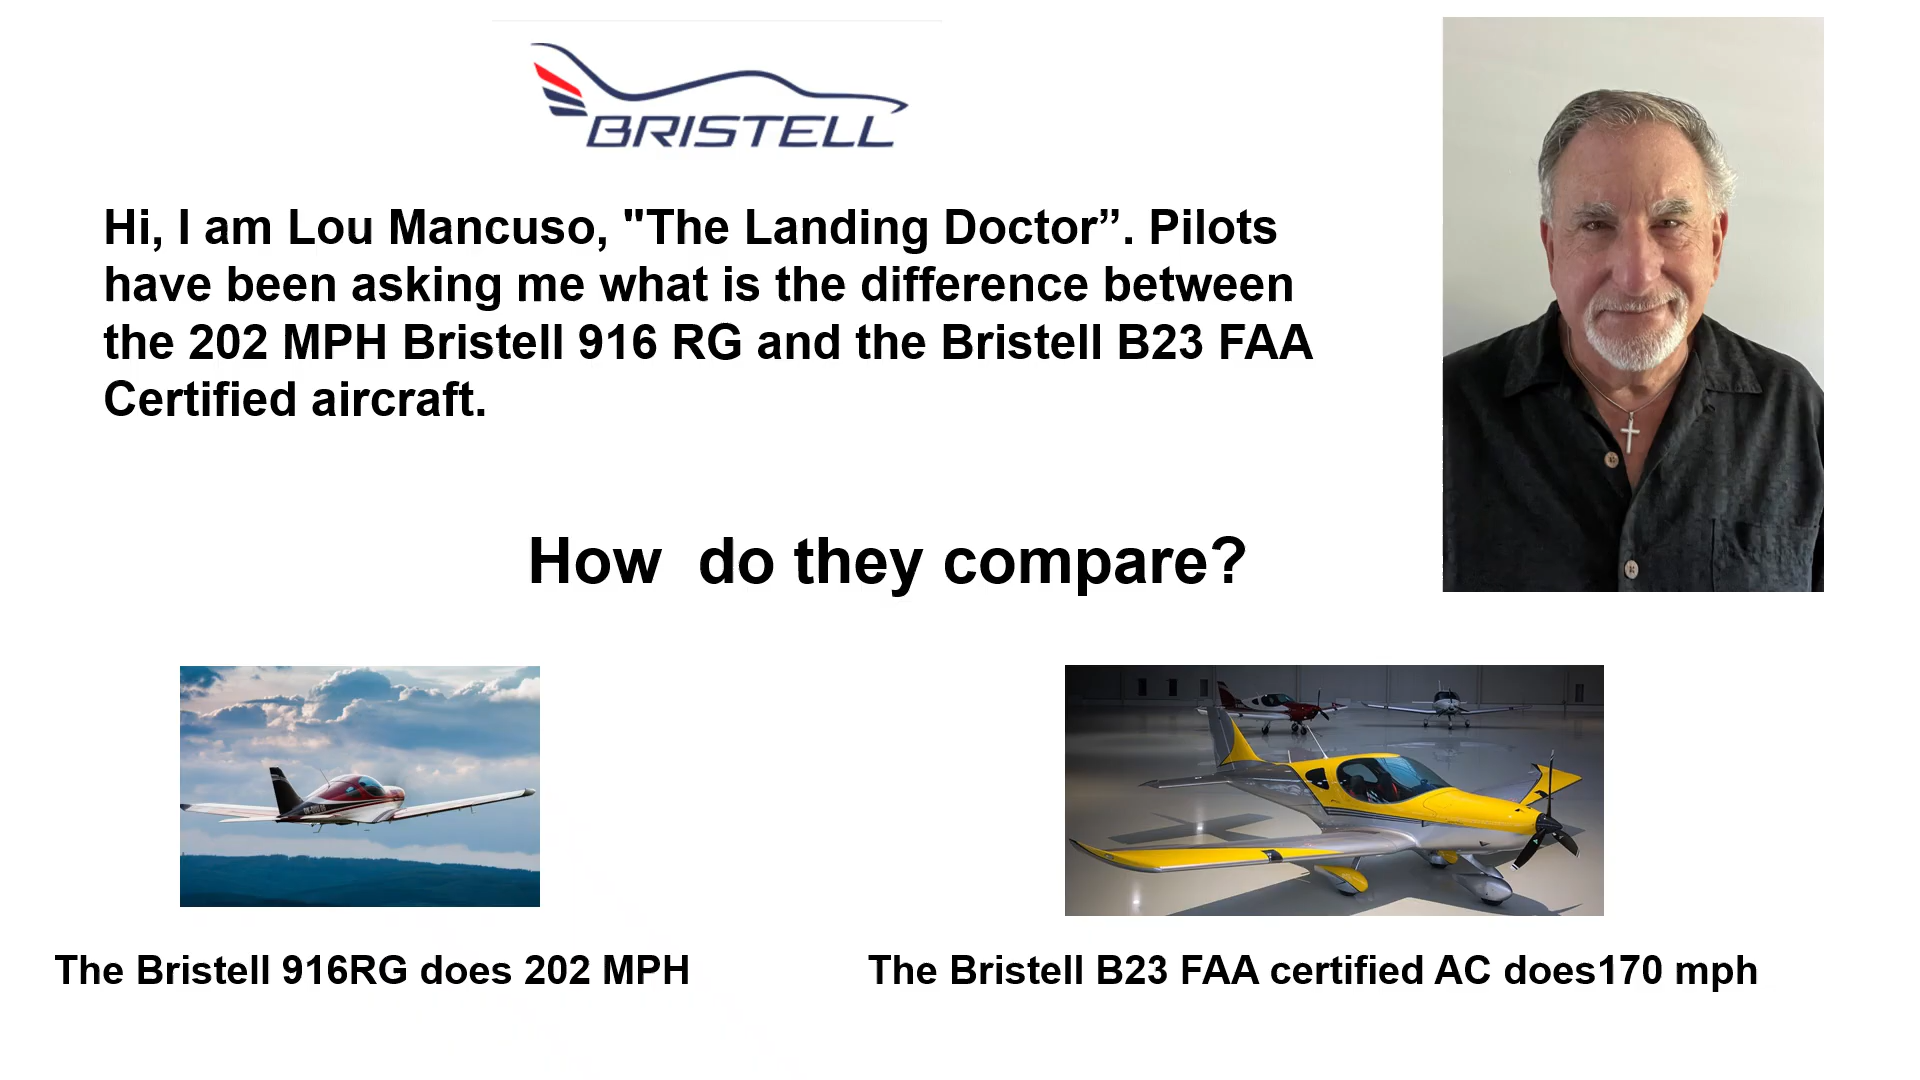 BRISTELL
Hi, I am Lou Mancuso, "The Landing Doctor”. Pilots
have been asking me what is the difference between
the 202 MPH Bristell 916 RG and the Bristell B23 FAA
Certified aircraft.
How  do they compare?
The Bristell 916RG does 202 MPH
The Bristell B23 FAA certified AC does170 mph